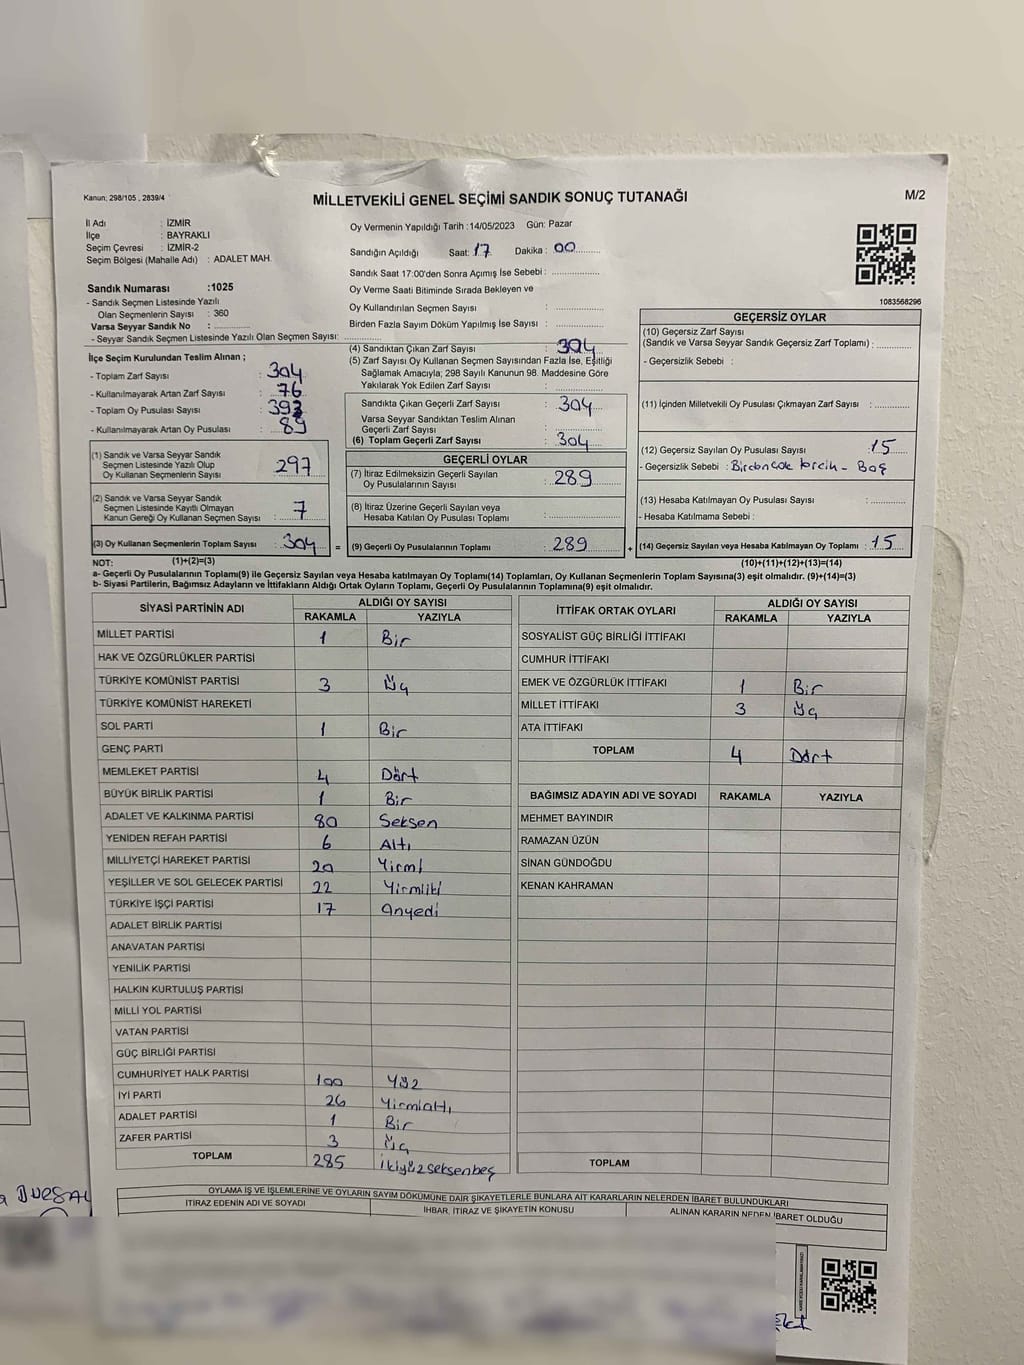 Kanun; 298/105 , 2839/4
MİLLETVEKİLİ GENEL SEÇİMİ SANDIK SONUÇ TUTANAĞI
M/2
İl Adı : İZMİR
İlçe : BAYRAKLI
Seçim Çevresi : İZMİR-2
Seçim Bölgesi (Mahalle Adı) : ADALET MAH.
Sandık Numarası :1025
- Sandık Seçmen Listesinde Yazılı
Olan Seçmenlerin Sayısı : 360
Varsa Seyyar Sandık No :
- Seyyar Sandık Seçmen Listesinde Yazılı Olan Seçmen Sayısı:
İlçe Seçim Kurulundan Teslim Alınan ;
- Toplam Zarf Sayısı : 304
- Kullanılmayarak Artan Zarf Sayısı : 76
- Toplam Oy Pusulası Sayısı : 393
- Kullanılmayarak Artan Oy Pusulası : 89
(1) Sandık ve Varsa Seyyar Sandık
Seçmen Listesinde Yazılı Olup
Oy Kullanan Seçmenlerin Sayısı : 297
(2) Sandık ve Varsa Seyyar Sandık
Seçmen Listesinde Kayıtlı Olmayan
Kanun Gereği Oy Kullanan Seçmen Sayısı : 7
(3) Oy Kullanan Seçmenlerin Toplam Sayısı : 304
Oy Vermenin Yapıldığı Tarih :14/05/2023 Gün: Pazar
Sandığın Açıldığı Saat: 17 Dakika : 00
Sandık Saat 17:00'den Sonra Açımış İse Sebebi :
Oy Verme Saati Bitiminde Sırada Bekleyen ve
Oy Kullandırılan Seçmen Sayısı :
Birden Fazla Sayım Döküm Yapılmış İse Sayısı :
(4) Sandıktan Çıkan Zarf Sayısı : 304
(5) Zarf Sayısı Oy Kullanan Seçmen Sayısından Fazla İse, Eşitliği
Sağlamak Amacıyla; 298 Sayılı Kanunun 98. Maddesine Göre
Yakılarak Yok Edilen Zarf Sayısı :
Sandıkta Çıkan Geçerli Zarf Sayısı : 304
Varsa Seyyar Sandıktan Teslim Alınan
Geçerli Zarf Sayısı :
(6) Toplam Geçerli Zarf Sayısı : 304
GEÇERLİ OYLAR
(7) İtiraz Edilmeksizin Geçerli Sayılan
Oy Pusulalarının Sayısı : 289
(8) İtiraz Üzerine Geçerli Sayılan veya
Hesaba Katılan Oy Pusulası Toplamı :
= (9) Geçerli Oy Pusulalarının Toplamı : 289
1083568296
GEÇERSİZ OYLAR
(10) Geçersiz Zarf Sayısı
(Sandık ve Varsa Seyyar Sandık Geçersiz Zarf Toplamı) :
- Geçersizlik Sebebi :
(11) İçinden Milletvekili Oy Pusulası Çıkmayan Zarf Sayısı :
(12) Geçersiz Sayılan Oy Pusulası Sayısı : 15
- Geçersizlik Sebebi : Birdençok tercih - Boş
(13) Hesaba Katılmayan Oy Pusulası Sayısı :
- Hesaba Katılmama Sebebi :
+ (14) Geçersiz Sayılan veya Hesaba Katılmayan Oy Toplamı : 15
NOT: (1)+(2)=(3) (10)+(11)+(12)+(13)=(14)
a- Geçerli Oy Pusulalarının Toplamı(9) ile Geçersiz Sayılan veya Hesaba katılmayan Oy Toplamı(14) Toplamları, Oy Kullanan Seçmenlerin Toplam Sayısına(3) eşit olmalıdır. (9)+(14)=(3)
b- Siyasi Partilerin, Bağımsız Adayların ve İttifakların Aldığı Ortak Oyların Toplamı, Geçerli Oy Pusulalarının Toplamına(9) eşit olmalıdır.
SİYASİ PARTİNİN ADI ALDIĞI OY SAYISI
RAKAMLA YAZIYLA
MİLLET PARTİSİ 1 Bir
HAK VE ÖZGÜRLÜKLER PARTİSİ
TÜRKİYE KOMÜNİST PARTİSİ 3 Üç
TÜRKİYE KOMÜNİST HAREKETİ
SOL PARTİ 1 Bir
GENÇ PARTİ
MEMLEKET PARTİSİ 4 Dört
BÜYÜK BİRLİK PARTİSİ 1 Bir
ADALET VE KALKINMA PARTİSİ 80 Seksen
YENİDEN REFAH PARTİSİ 6 Altı
MİLLİYETÇİ HAREKET PARTİSİ 20 Yirmi
YEŞİLLER VE SOL GELECEK PARTİSİ 22 Yirmiiki
TÜRKİYE İŞÇİ PARTİSİ 17 Onyedi
ADALET BİRLİK PARTİSİ
ANAVATAN PARTİSİ
YENİLİK PARTİSİ
HALKIN KURTULUŞ PARTİSİ
MİLLİ YOL PARTİSİ
VATAN PARTİSİ
GÜÇ BİRLİĞİ PARTİSİ
CUMHURİYET HALK PARTİSİ 100 Yüz
İYİ PARTİ 26 Yirmialtı
ADALET PARTİSİ 1 Bir
ZAFER PARTİSİ 3 Üç
TOPLAM 285 İkiyüzseksenbeş
İTTİFAK ORTAK OYLARI ALDIĞI OY SAYISI
RAKAMLA YAZIYLA
SOSYALİST GÜÇ BİRLİĞİ İTTİFAKI
CUMHUR İTTİFAKI
EMEK VE ÖZGÜRLÜK İTTİFAKI 1 Bir
MİLLET İTTİFAKI 3 Üç
ATA İTTİFAKI
TOPLAM 4 Dört
BAĞIMSIZ ADAYIN ADI VE SOYADI RAKAMLA YAZIYLA
MEHMET BAYINDIR
RAMAZAN ÜZÜN
SİNAN GÜNDOĞDU
KENAN KAHRAMAN
TOPLAM
OYLAMA İŞ VE İŞLEMLERİNE VE OYLARIN SAYIM DÖKÜMÜNE DAİR ŞİKAYETLERLE BUNLARA AİT KARARLARIN NELERDEN İBARET BULUNDUKLARI
İTİRAZ EDENİN ADI VE SOYADI İHBAR, İTİRAZ VE ŞİKAYETİN KONUSU ALINAN KARARIN NEDEN İBARET OLDUĞU